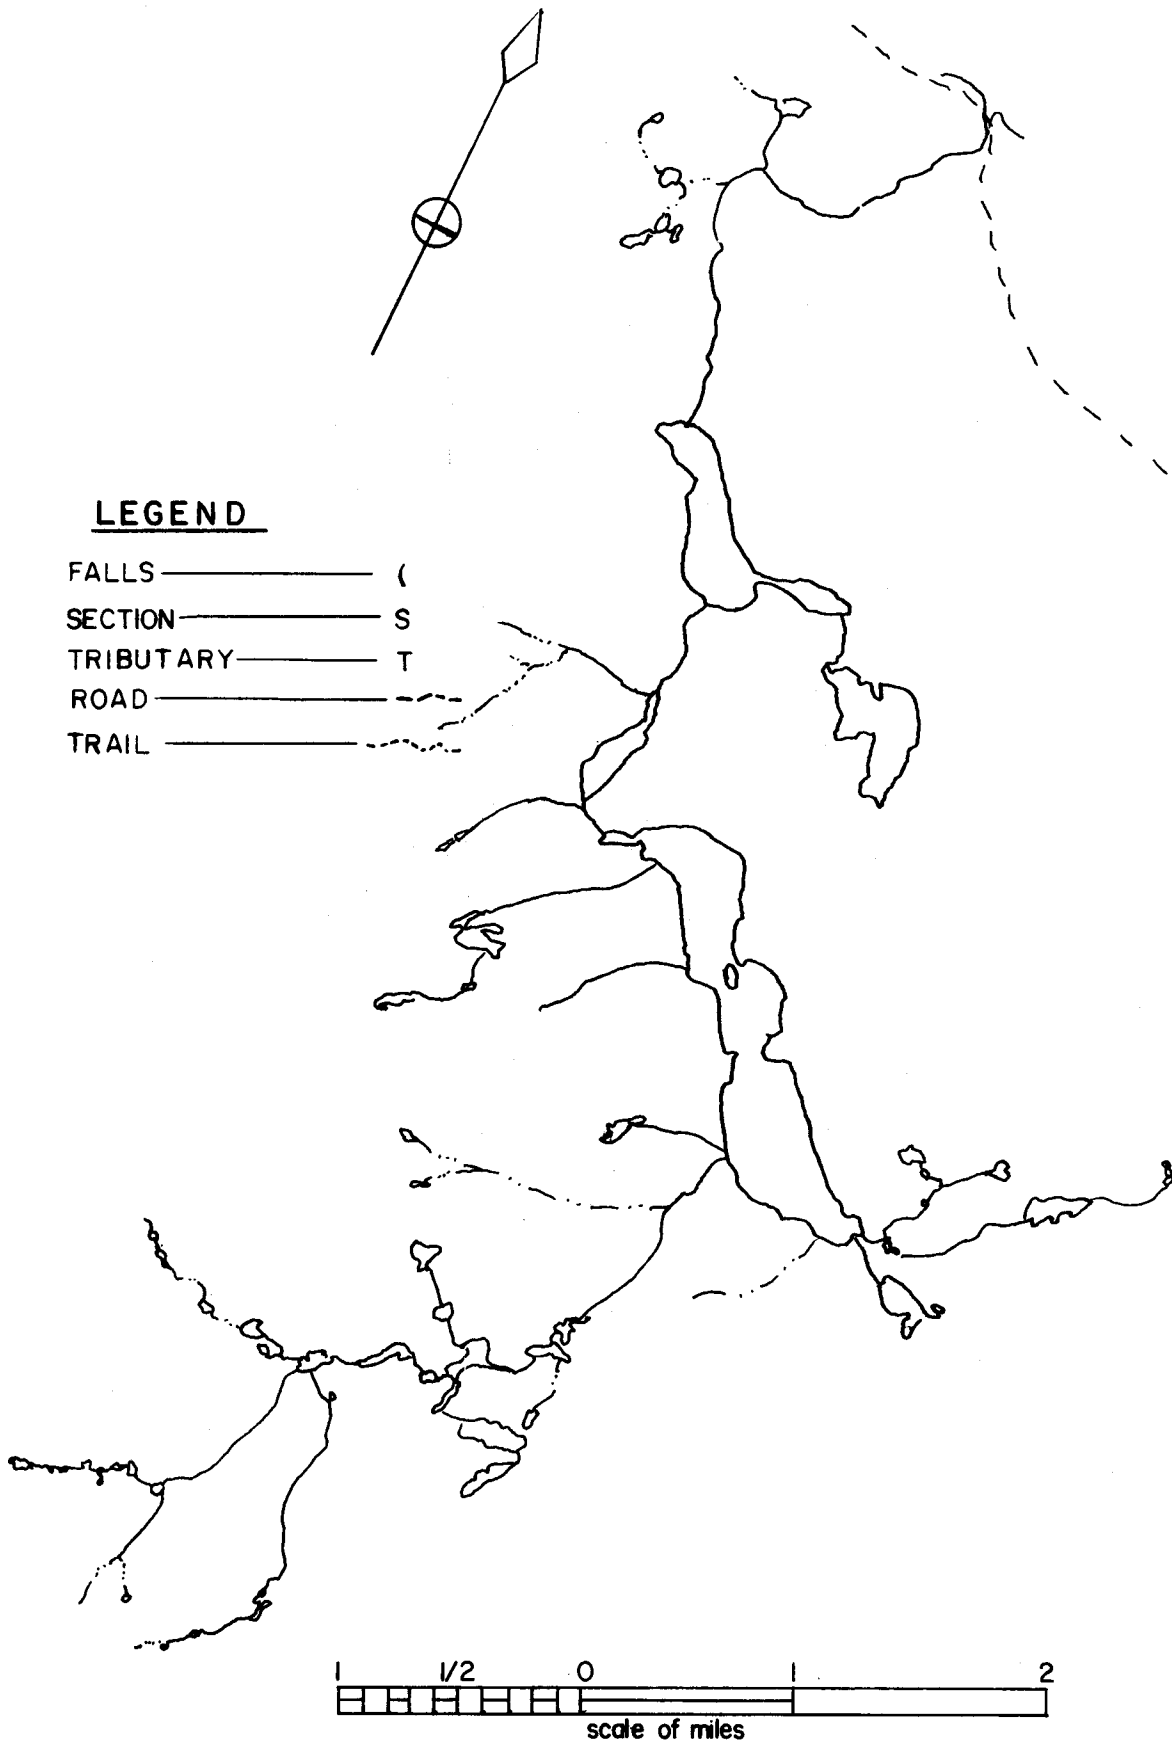 LEGEND
FALLS (
SECTION S
TRIBUTARY T
ROAD
TRAIL
1 1/2 0 1 2
scale of miles